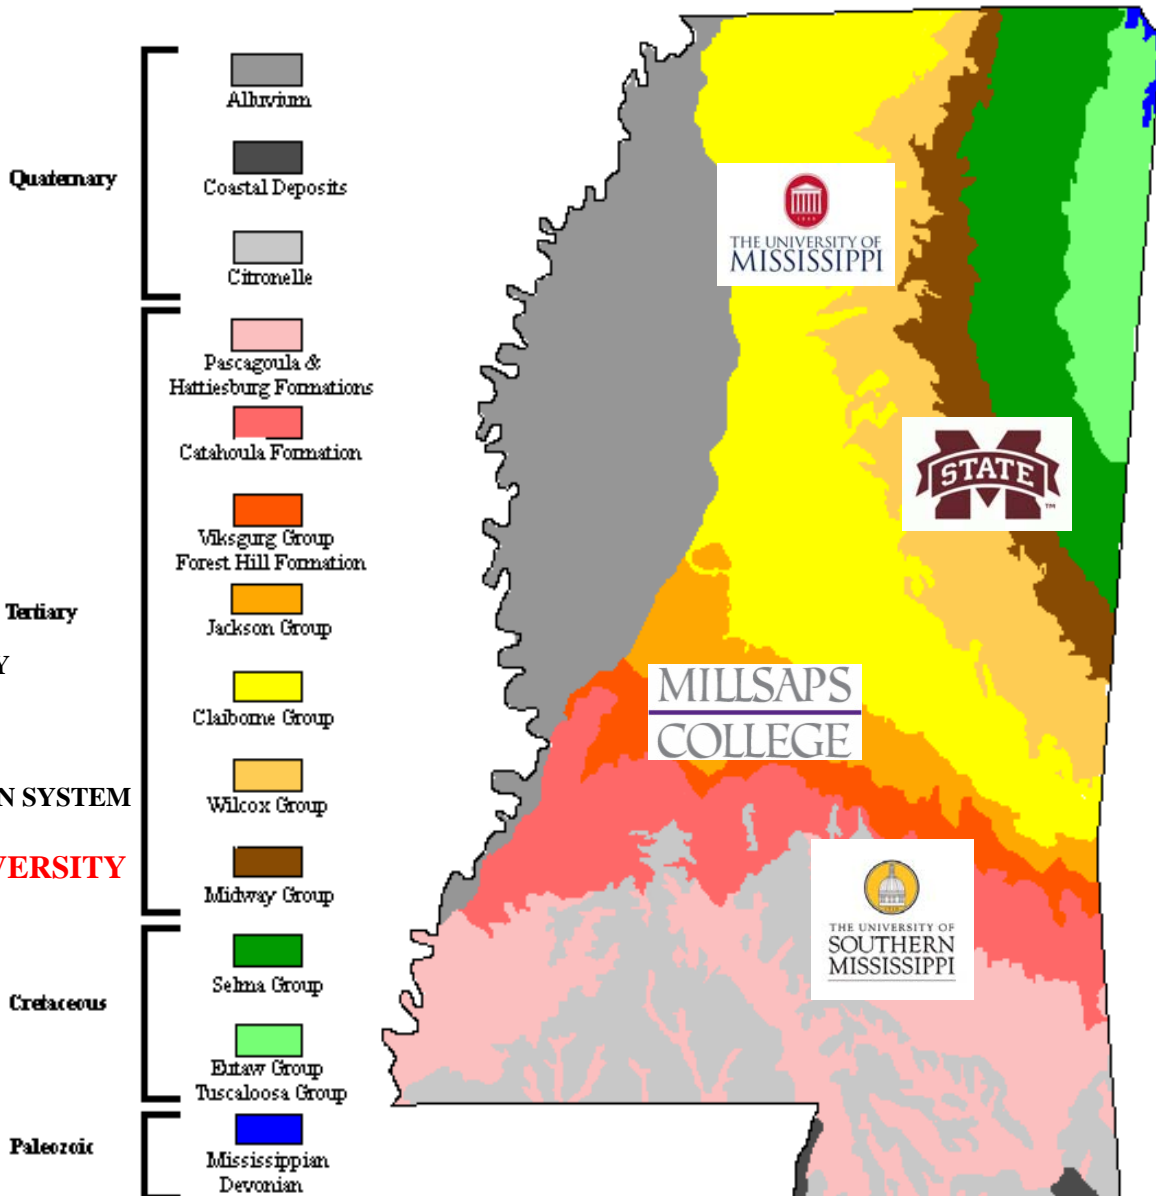 Quaternary
Alluvium
Coastal Deposits
Citronelle
Tertiary
Pascagoula &
Hattiesburg Formations
Catahoula Formation
Viksgurg Group
Forest Hill Formation
Jackson Group
Claiborne Group
Wilcox Group
Midway Group
Y
N SYSTEM
VERSITY
Cretaceous
Selma Group
Eutaw Group
Tuscaloosa Group
Paleozoic
Mississippian
Devonian
1848
THE UNIVERSITY OF
MISSISSIPPI
STATE
TM
MILLSAPS
COLLEGE
THE UNIVERSITY OF
SOUTHERN
MISSISSIPPI